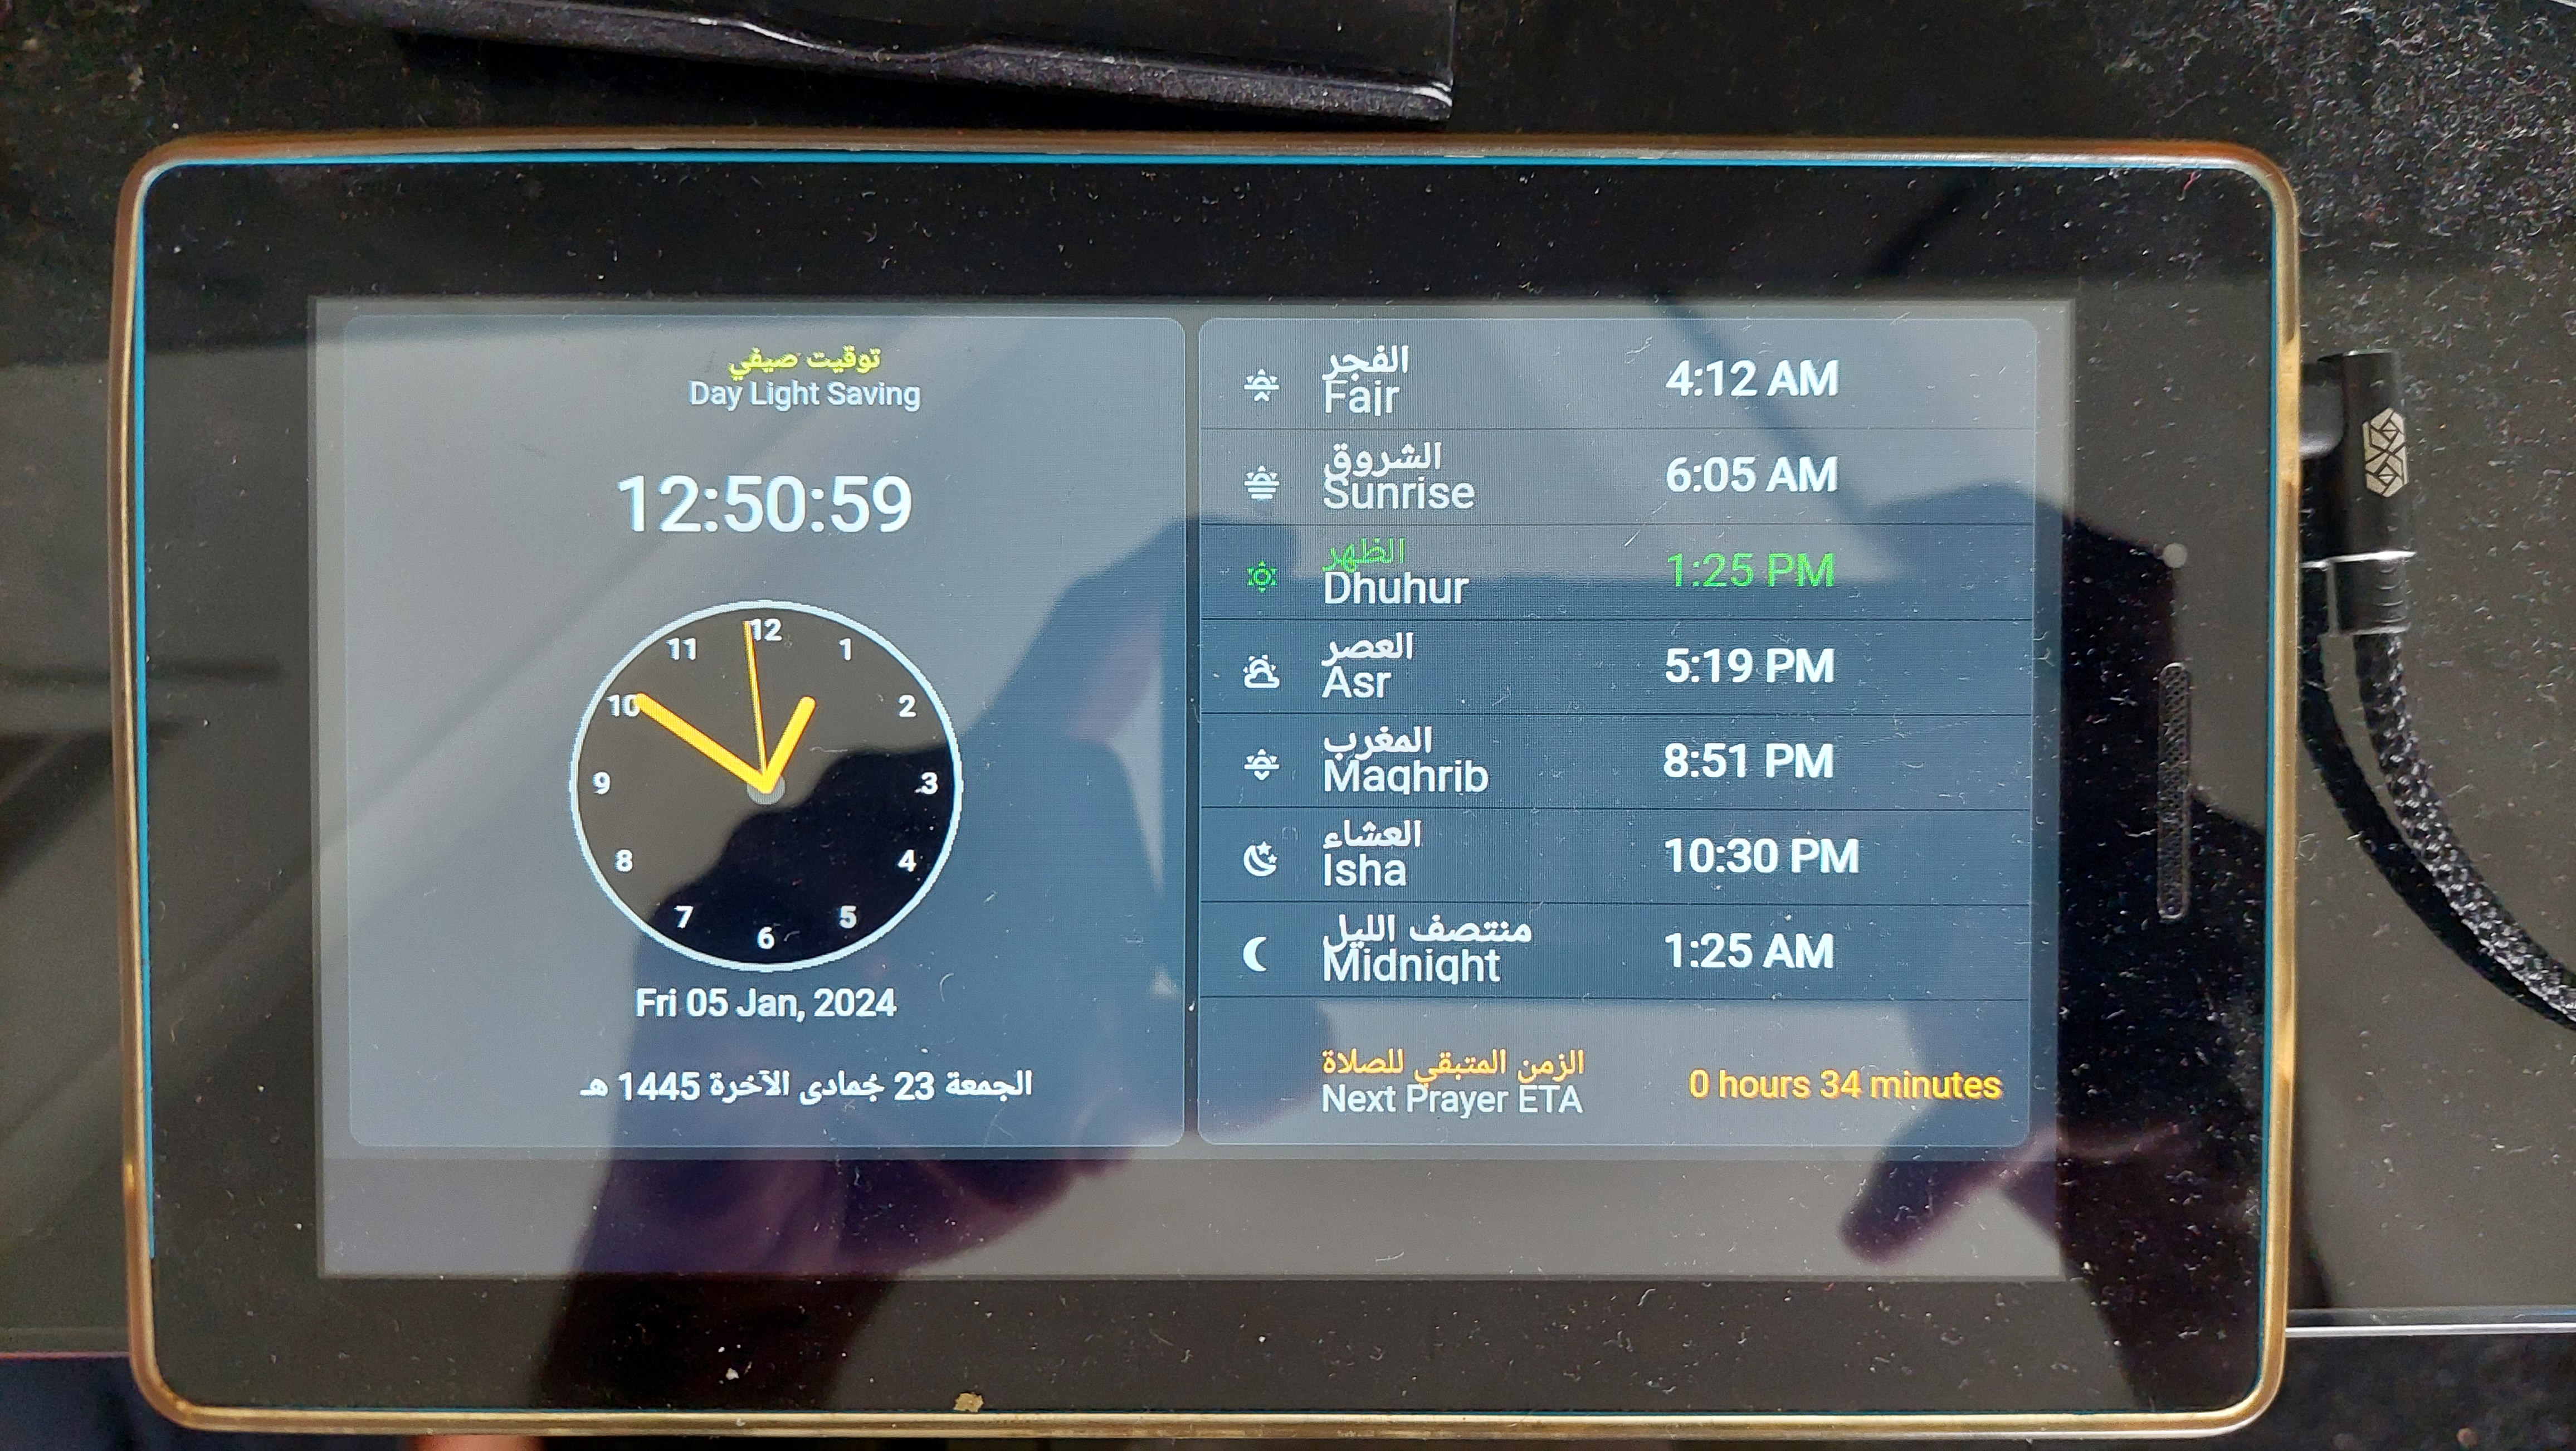 توقيت صيفي
Day Light Saving
12:50:59
12
1
2
3
4
5
6
7
8
9
10
11
Fri 05 Jan, 2024
الجمعة 23 جُمادى الآخرة 1445 هـ
الفجر
Fajr 4:12 AM
الشروق
Sunrise 6:05 AM
الظهر
Dhuhur 1:25 PM
العصر
Asr 5:19 PM
المغرب
Maghrib 8:51 PM
العشاء
Isha 10:30 PM
منتصف الليل
Midnight 1:25 AM
الزمن المتبقي للصلاة
Next Prayer ETA 0 hours 34 minutes